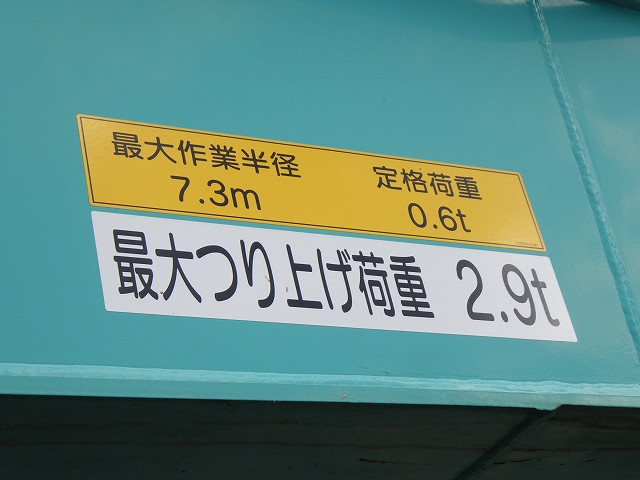 最大作業半径 定格荷重
7.3m 0.6t
最大つり上げ荷重 2.9t